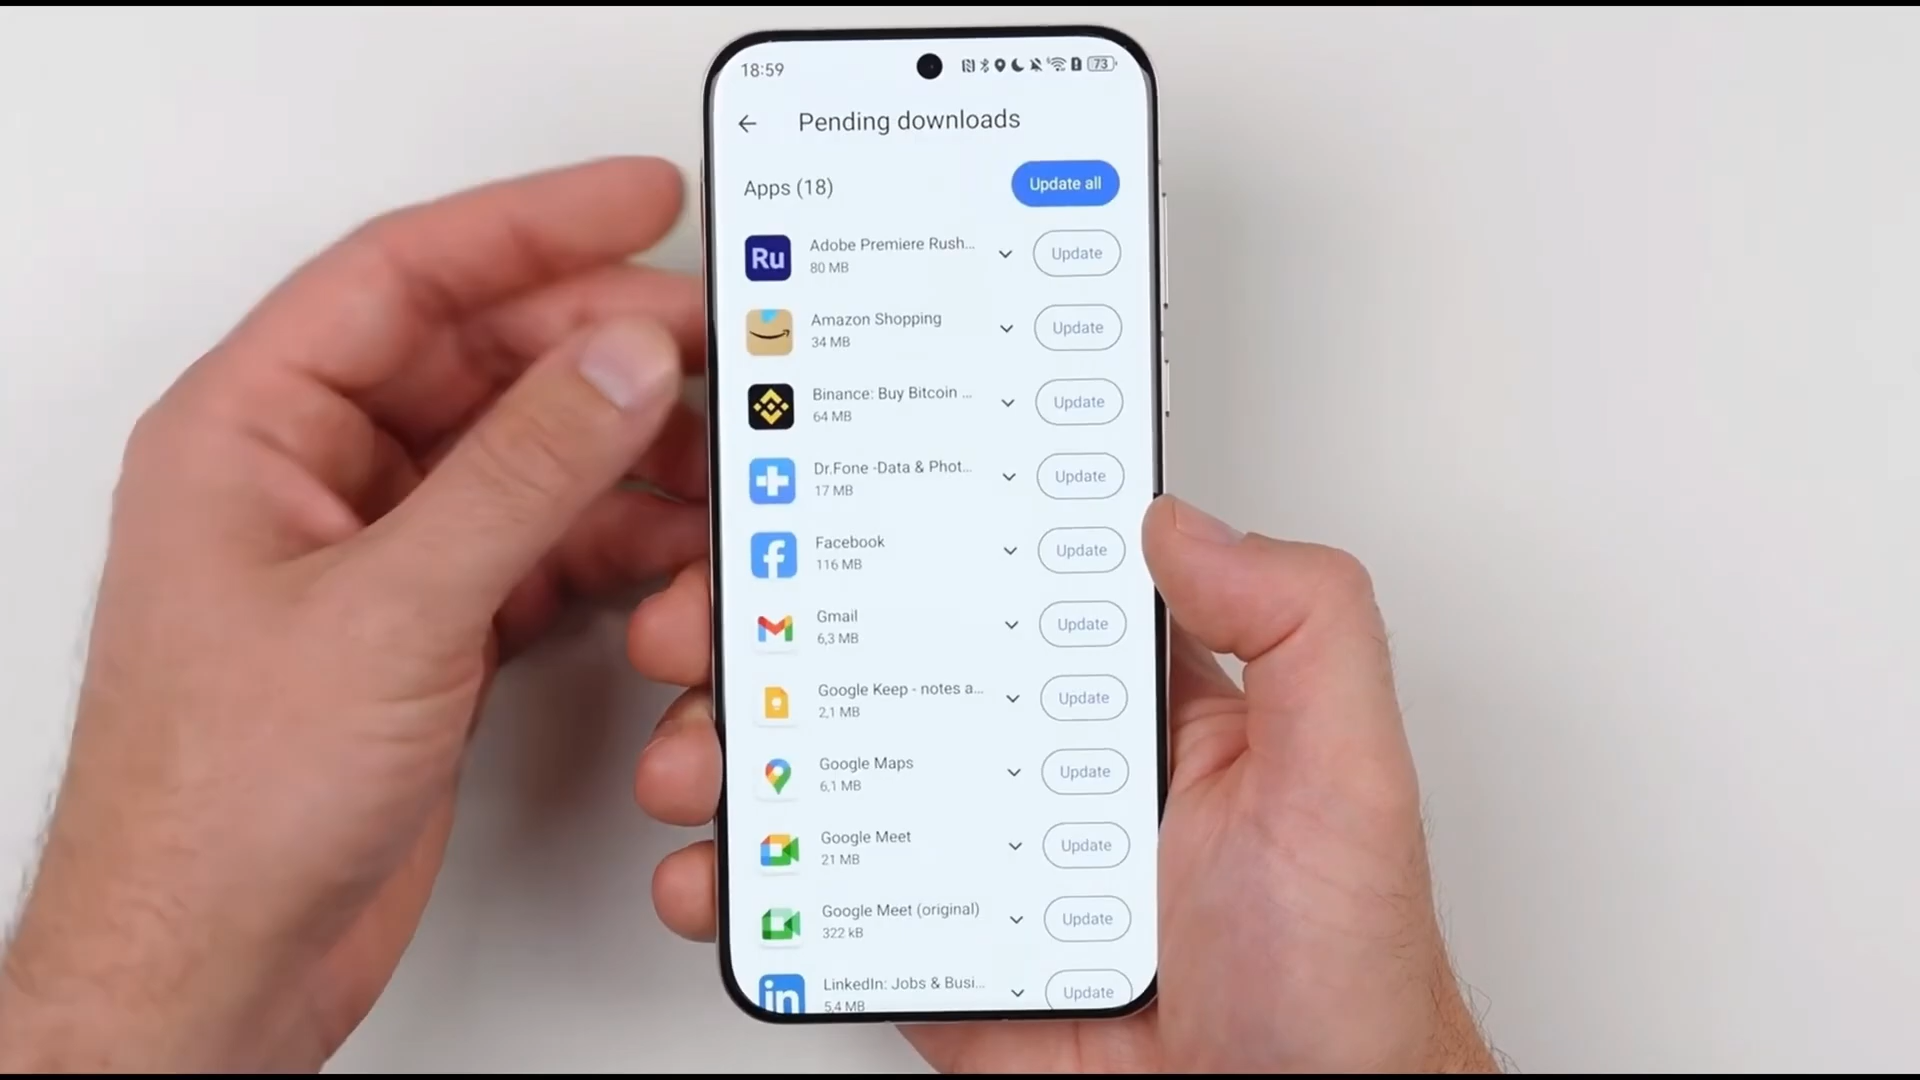 18:59
73
Pending downloads
Apps (18)
Update all
Ru
Adobe Premiere Rush...
80 MB
Update
Amazon Shopping
34 MB
Update
Binance: Buy Bitcoin ...
64 MB
Update
Dr.Fone -Data & Phot...
17 MB
Update
Facebook
116 MB
Update
Gmail
6,3 MB
Update
Google Keep - notes a...
2,1 MB
Update
Google Maps
6,1 MB
Update
Google Meet
21 MB
Update
Google Meet (original)
322 kB
Update
in
LinkedIn: Jobs & Busi...
5,4 MB
Update